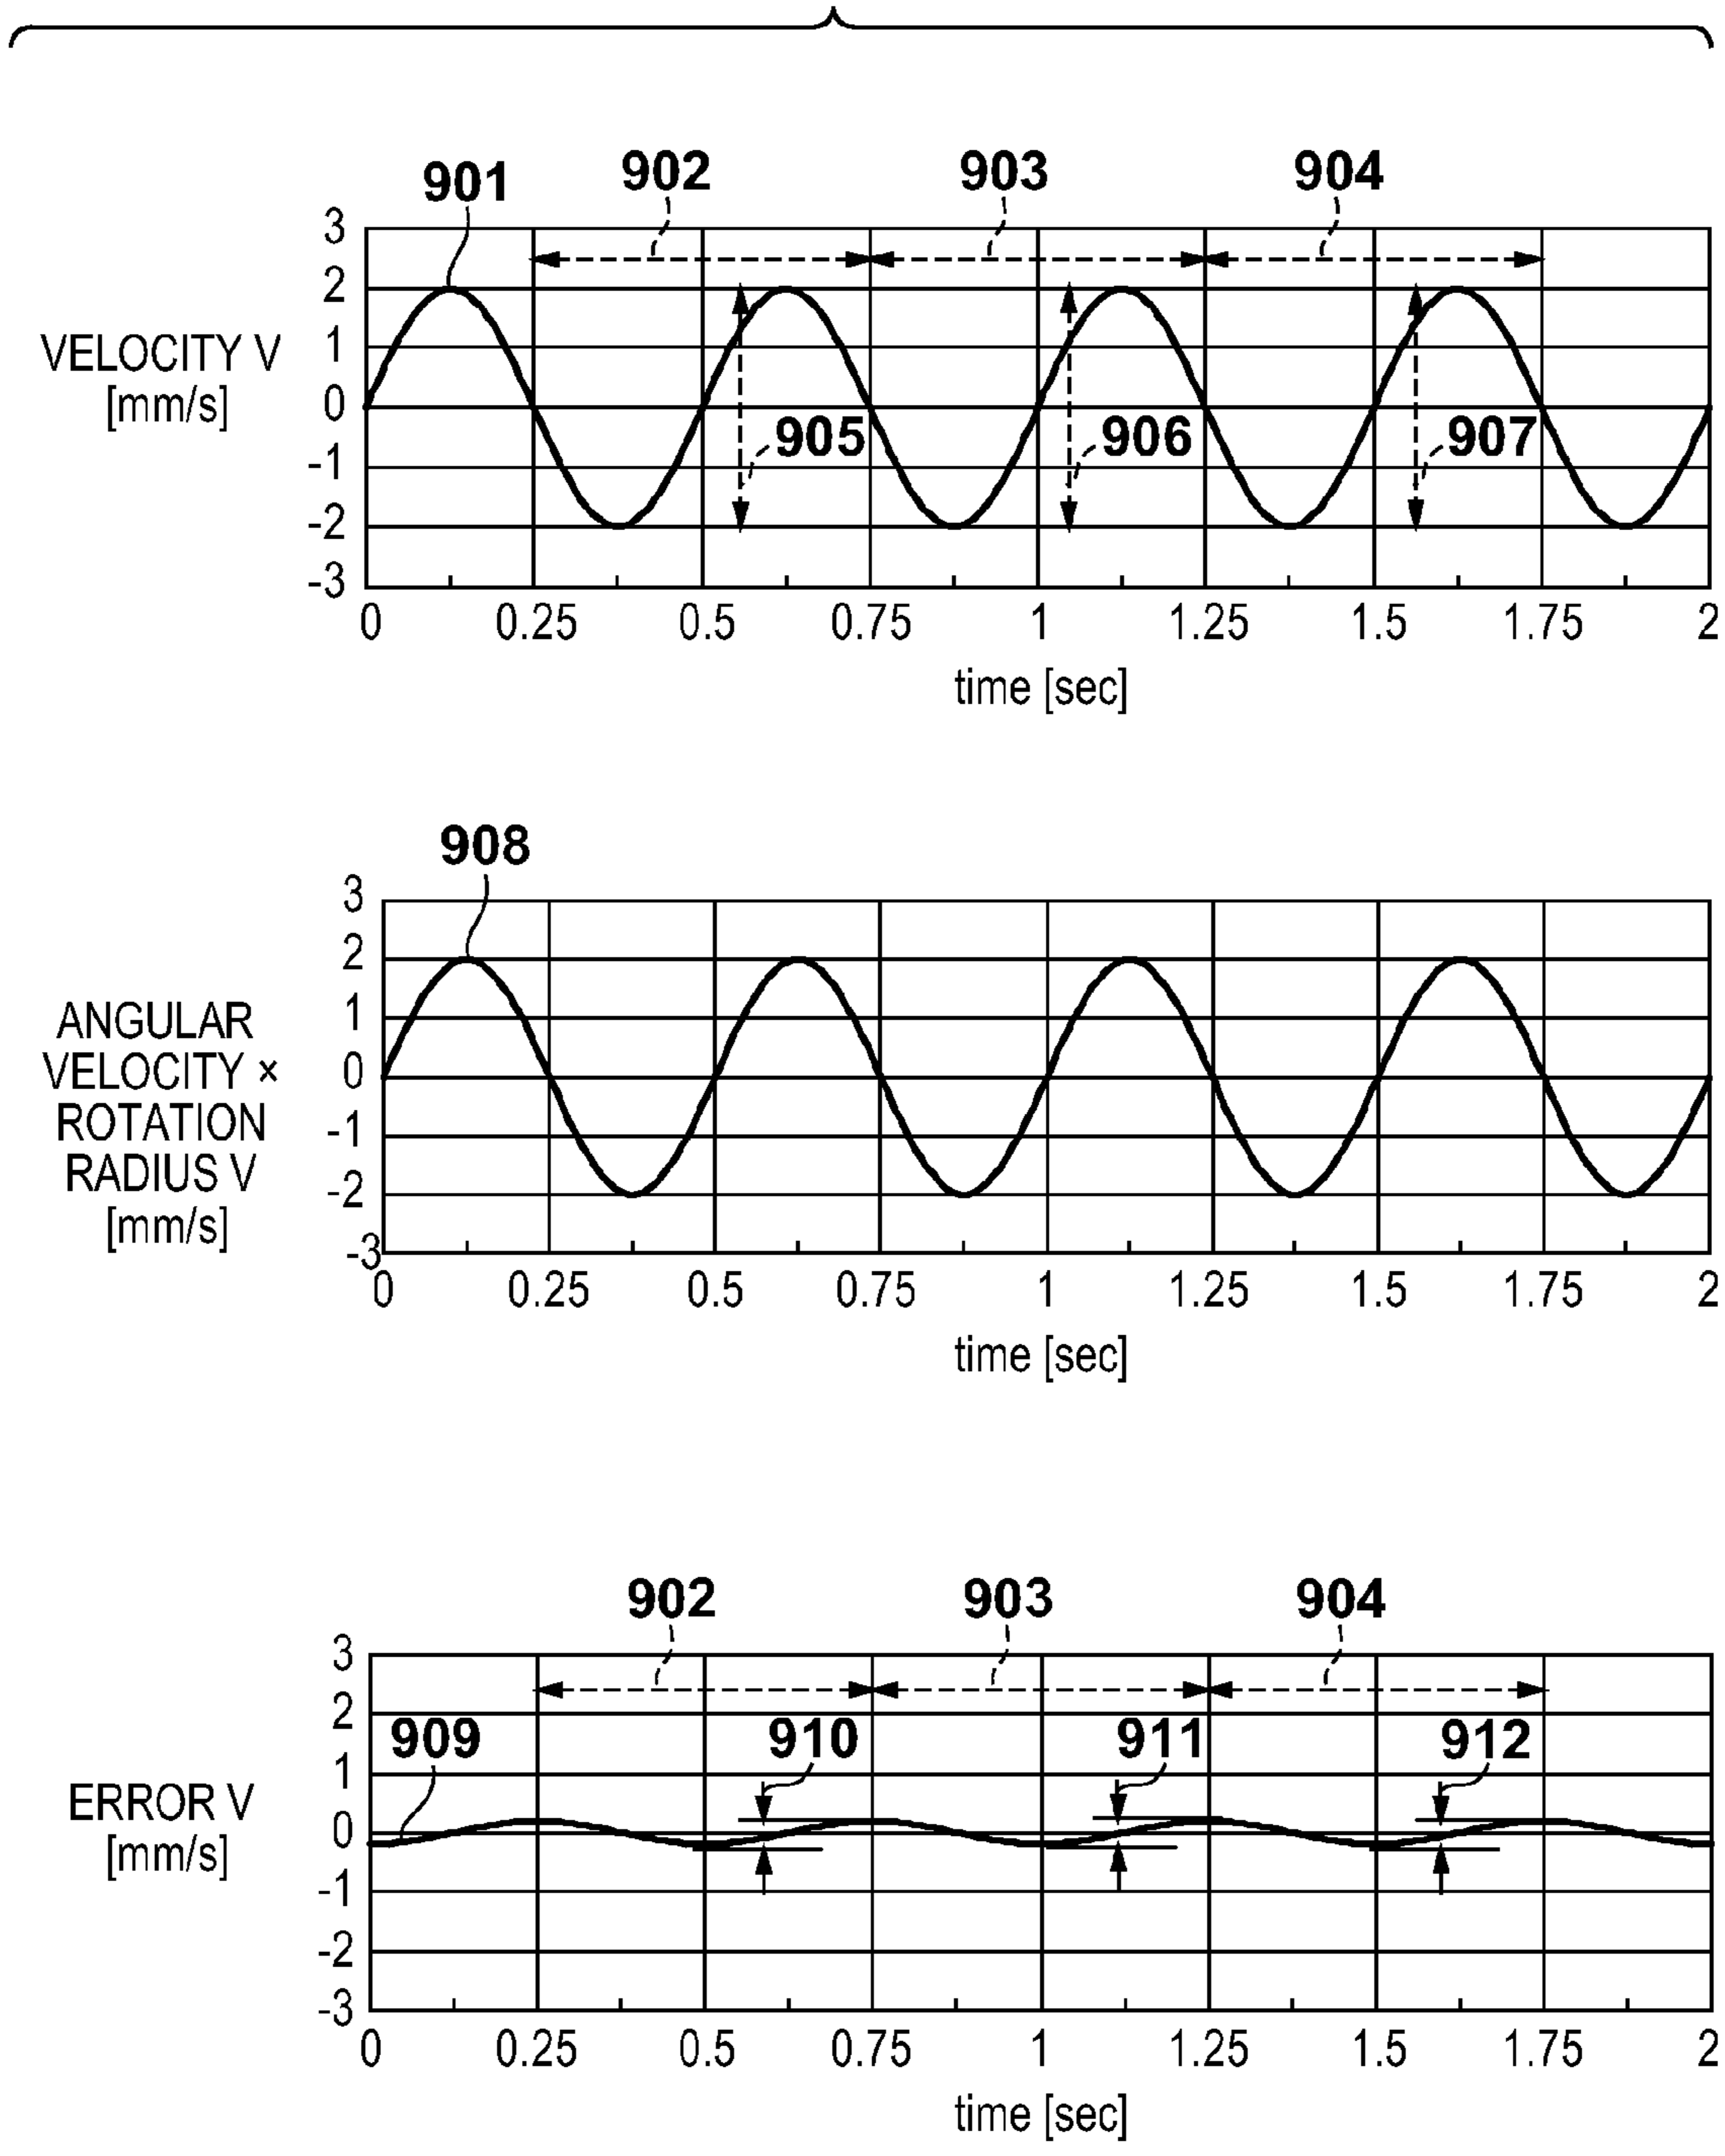 901 902 903 904
3
2
1
0
-1
-2
-3
VELOCITY V
[mm/s]
905 906 907
0 0.25 0.5 0.75 1 1.25 1.5 1.75 2
time [sec]
908
3
2
1
0
-1
-2
-3
ANGULAR
VELOCITY ×
ROTATION
RADIUS V
[mm/s]
0 0.25 0.5 0.75 1 1.25 1.5 1.75 2
time [sec]
902 903 904
3
2
1
0
-1
-2
-3
909 910 911 912
ERROR V
[mm/s]
0 0.25 0.5 0.75 1 1.25 1.5 1.75 2
time [sec]